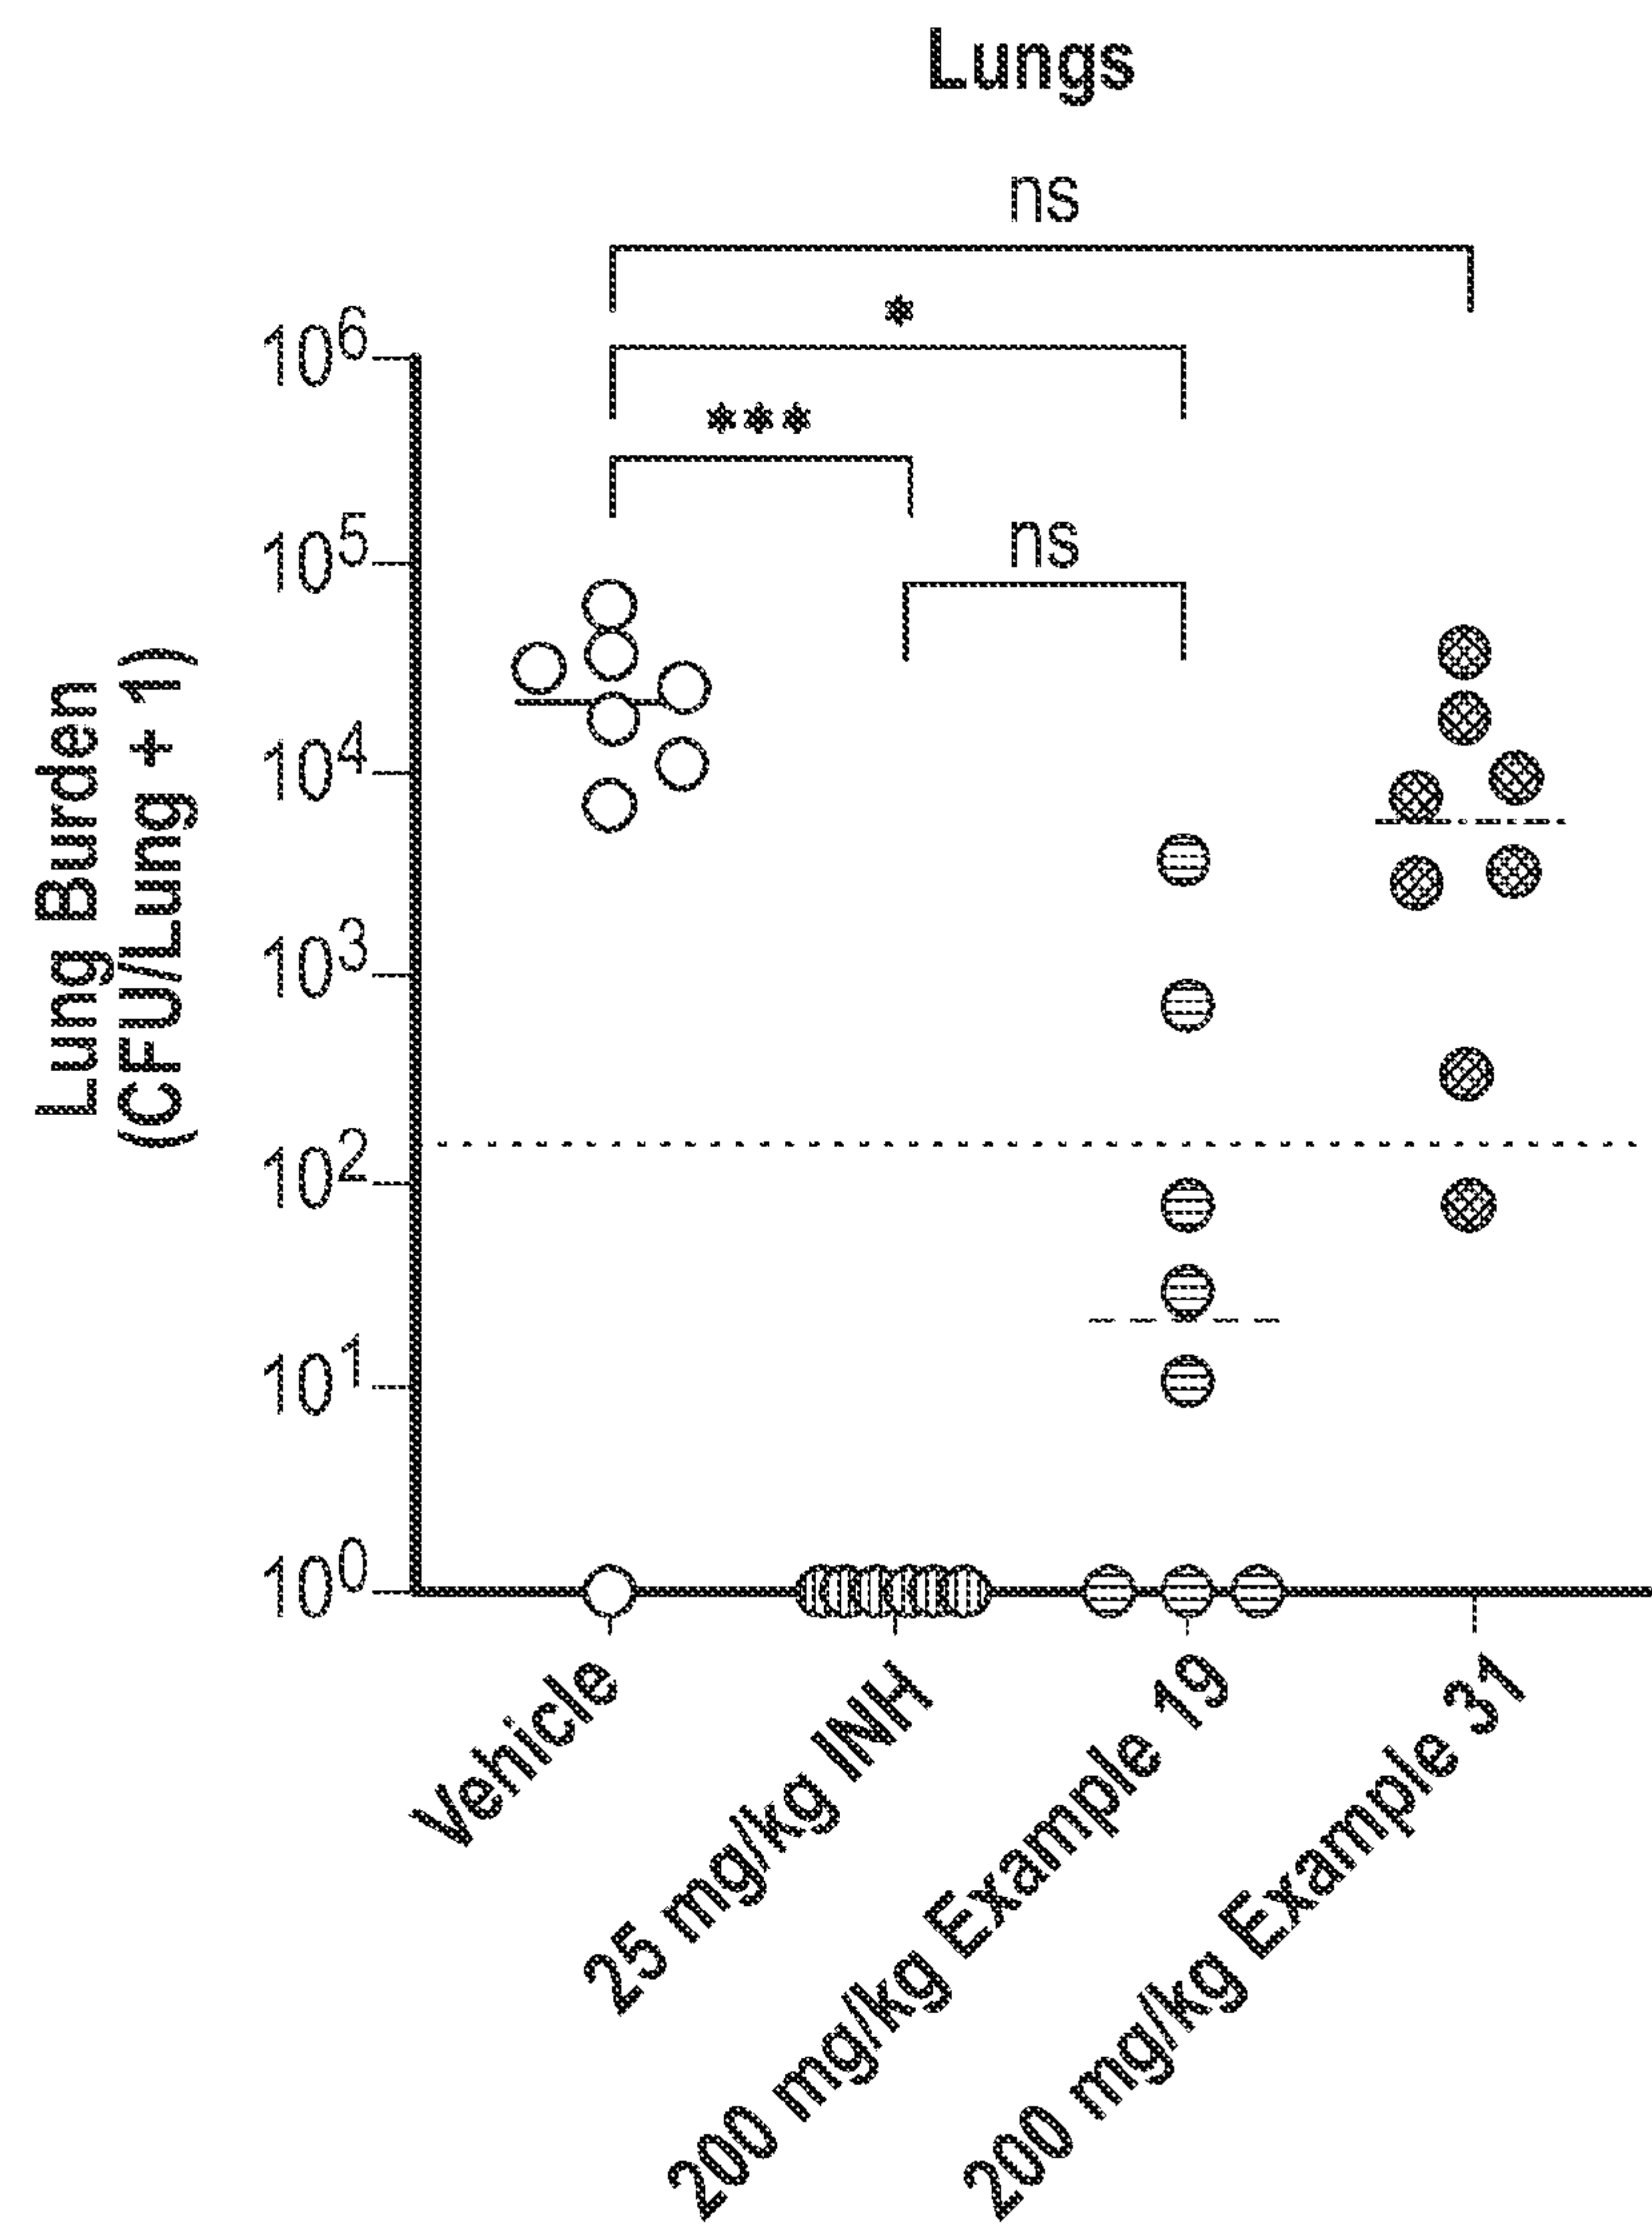 Lungs
ns
*
***
ns
10^6
10^5
10^4
10^3
10^2
10^1
10^0
Lung Burden
(CFU/Lung + 1)
Vehicle
25 mg/kg INH
200 mg/kg Example 19
200 mg/kg Example 31